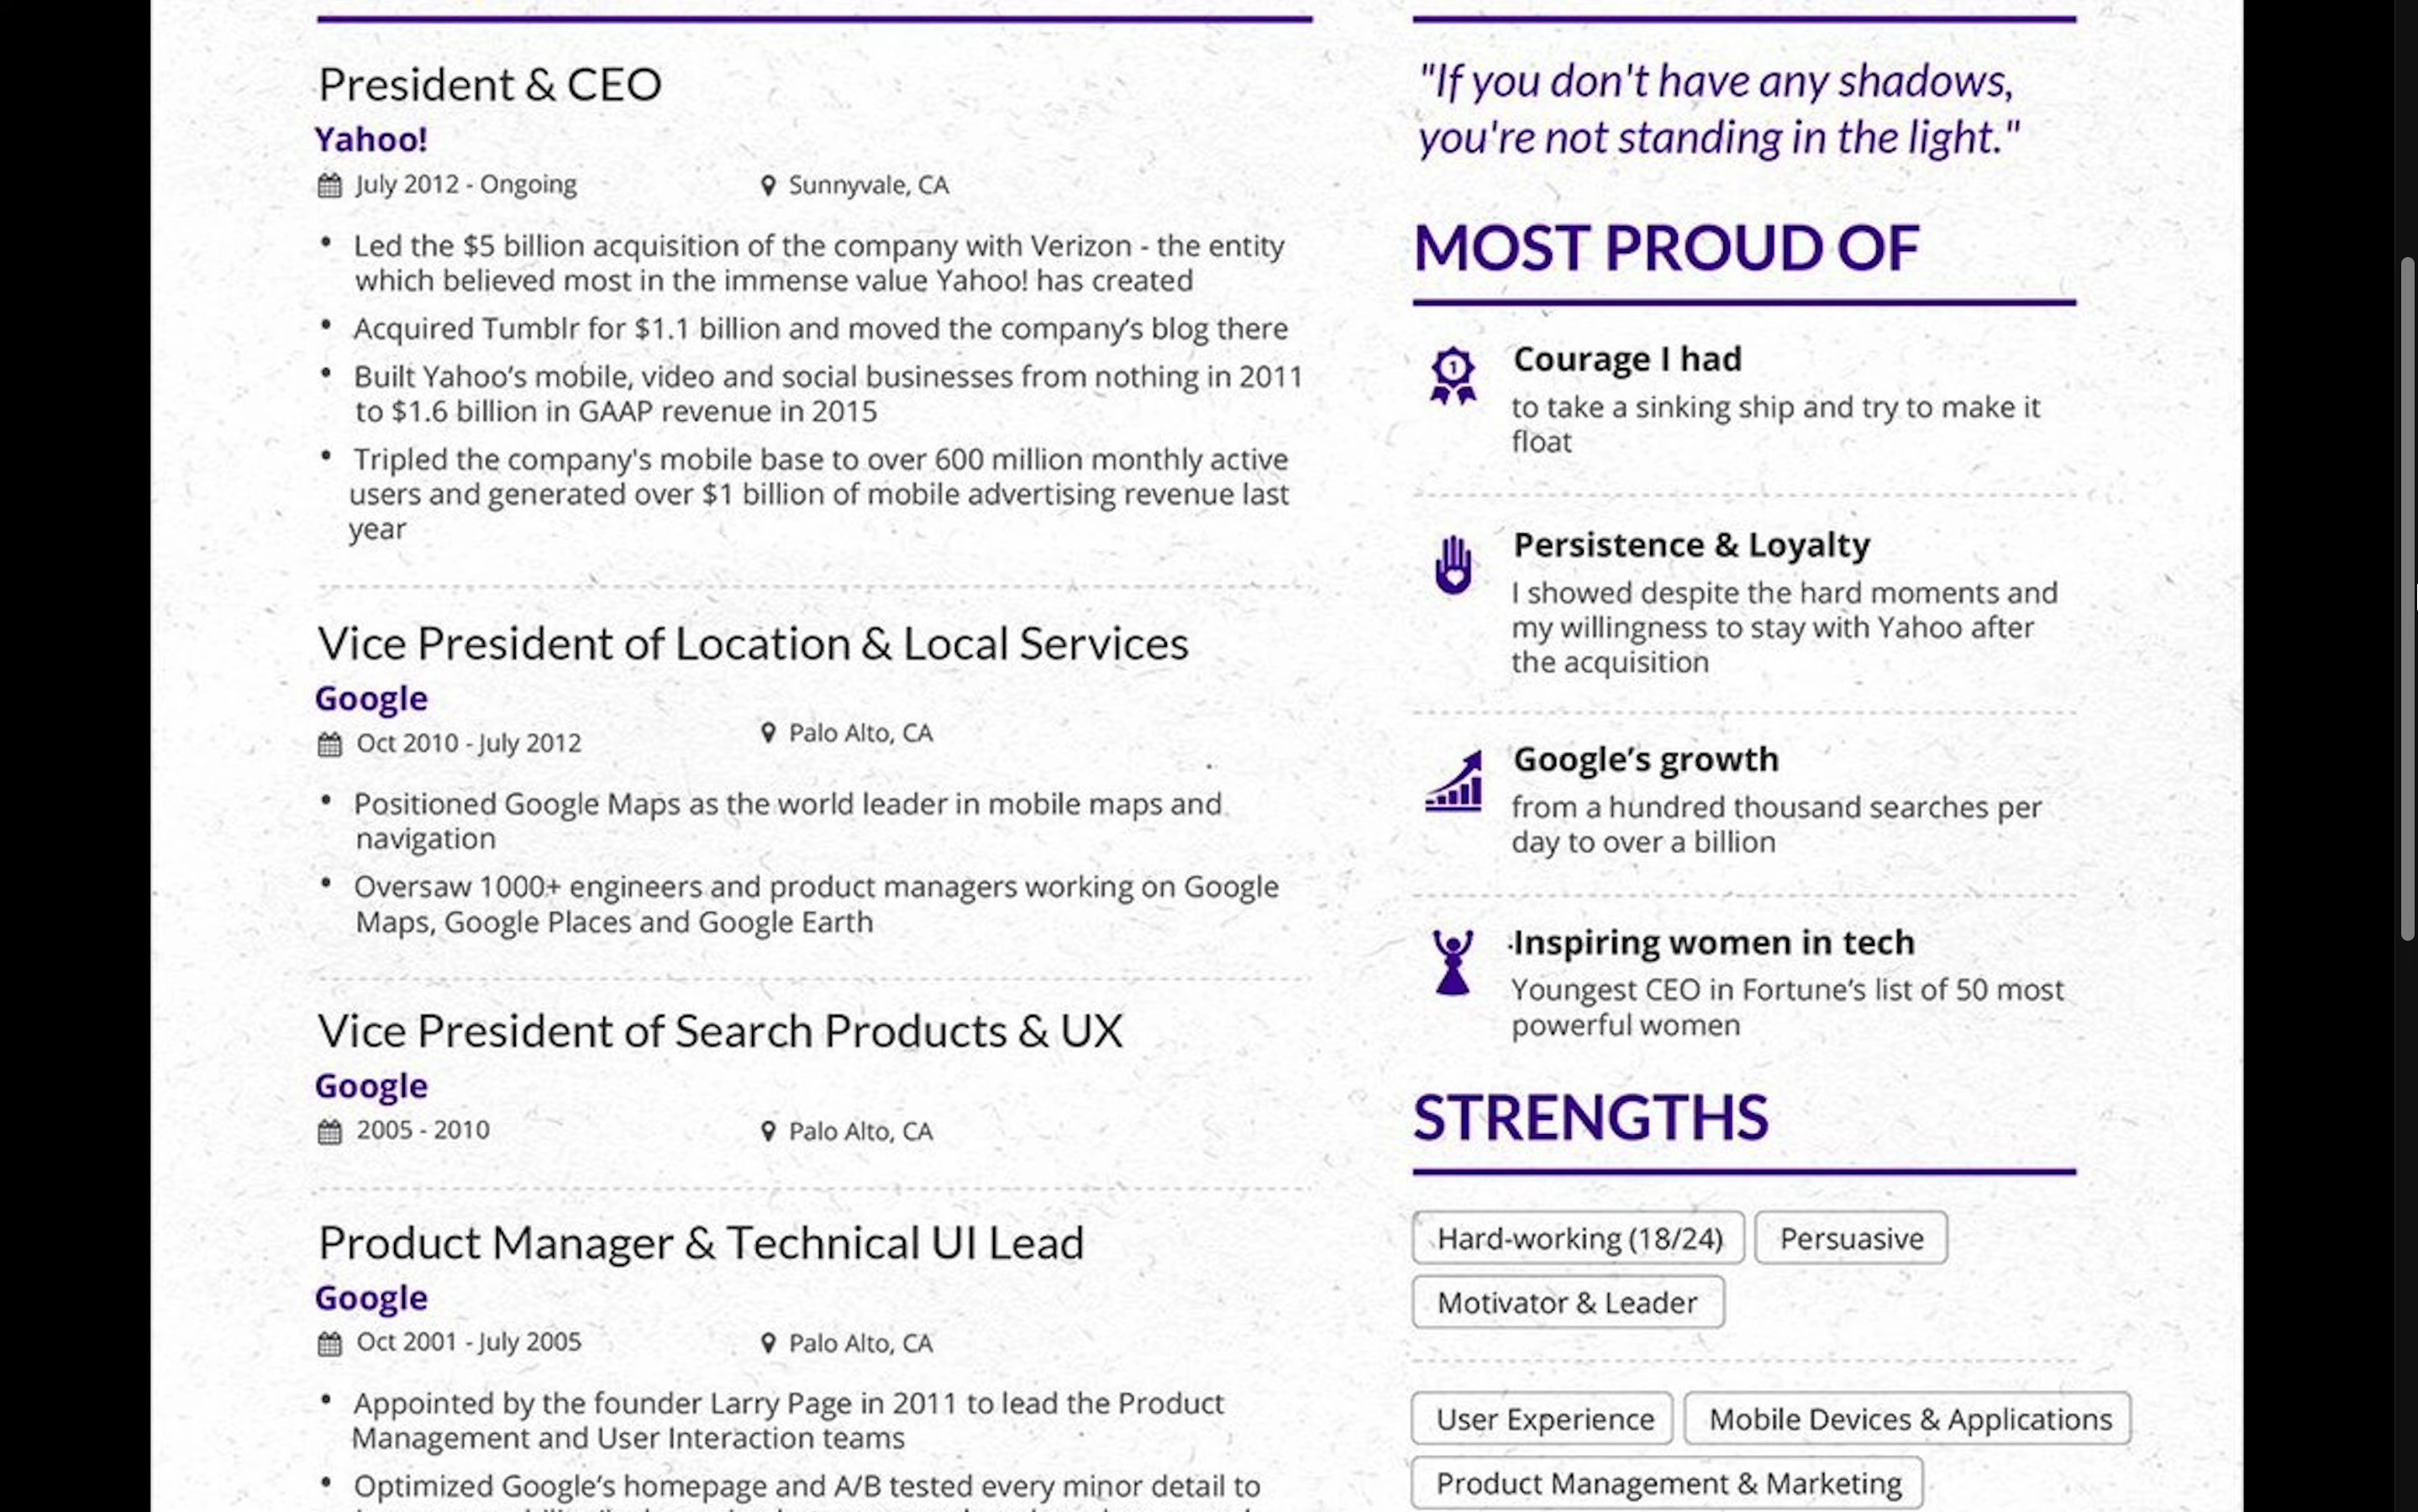 President & CEO
Yahoo!
July 2012 - Ongoing
Sunnyvale, CA
Led the $5 billion acquisition of the company with Verizon - the entity
which believed most in the immense value Yahoo! has created
Acquired Tumblr for $1.1 billion and moved the company’s blog there
Built Yahoo’s mobile, video and social businesses from nothing in 2011
to $1.6 billion in GAAP revenue in 2015
Tripled the company's mobile base to over 600 million monthly active
users and generated over $1 billion of mobile advertising revenue last
year
Vice President of Location & Local Services
Google
Oct 2010 - July 2012
Palo Alto, CA
Positioned Google Maps as the world leader in mobile maps and
navigation
Oversaw 1000+ engineers and product managers working on Google
Maps, Google Places and Google Earth
Vice President of Search Products & UX
Google
2005 - 2010
Palo Alto, CA
Product Manager & Technical UI Lead
Google
Oct 2001 - July 2005
Palo Alto, CA
Appointed by the founder Larry Page in 2011 to lead the Product
Management and User Interaction teams
Optimized Google’s homepage and A/B tested every minor detail to
"If you don't have any shadows,
you're not standing in the light."
MOST PROUD OF
1
Courage I had
to take a sinking ship and try to make it
float
Persistence & Loyalty
I showed despite the hard moments and
my willingness to stay with Yahoo after
the acquisition
Google’s growth
from a hundred thousand searches per
day to over a billion
Inspiring women in tech
Youngest CEO in Fortune’s list of 50 most
powerful women
STRENGTHS
Hard-working (18/24)
Persuasive
Motivator & Leader
User Experience
Mobile Devices & Applications
Product Management & Marketing